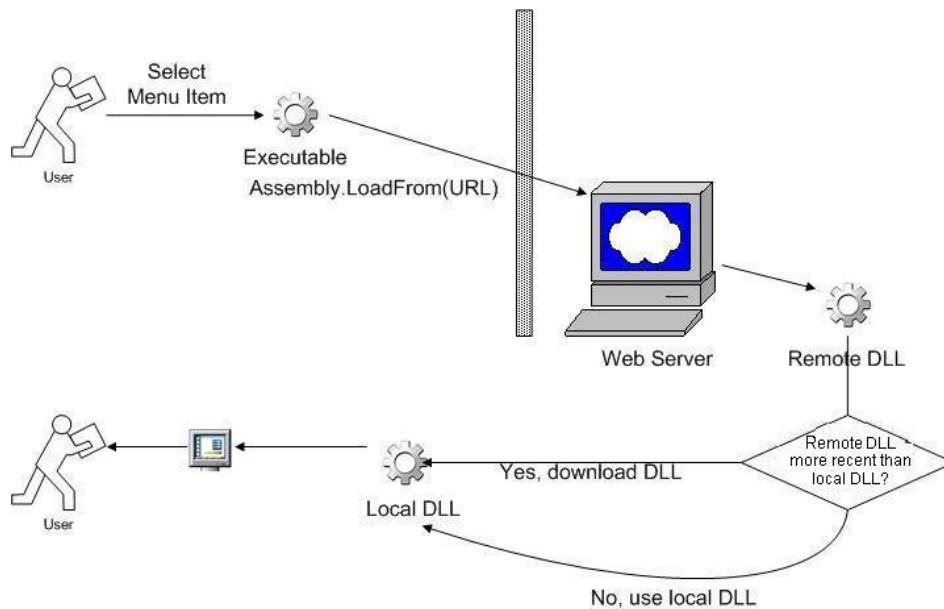 Select
Menu Item
User
Executable
Assembly.LoadFrom(URL)
Web Server
Remote DLL
Remote DLL
more recent than
local DLL?
Yes, download DLL
Local DLL
User
No, use local DLL